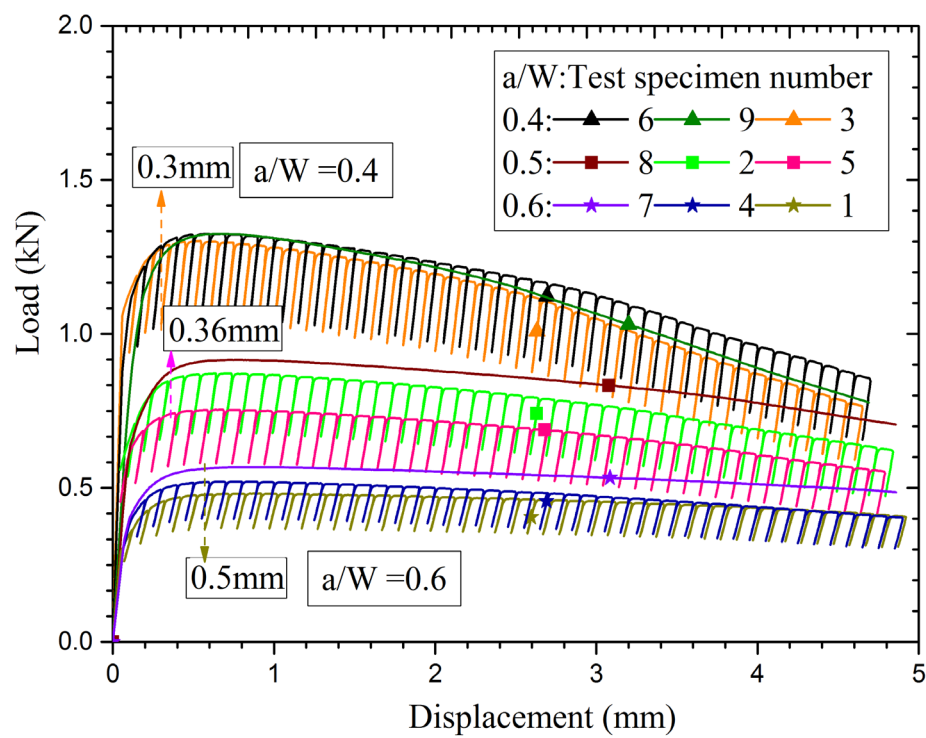 2.0
1.5
1.0
0.5
0.0
Load (kN)
a/W:Test specimen number
0.4: 6 9 3
0.5: 8 2 5
0.6: 7 4 1
0.3mm
a/W =0.4
0.36mm
0.5mm
a/W =0.6
0 1 2 3 4 5
Displacement (mm)